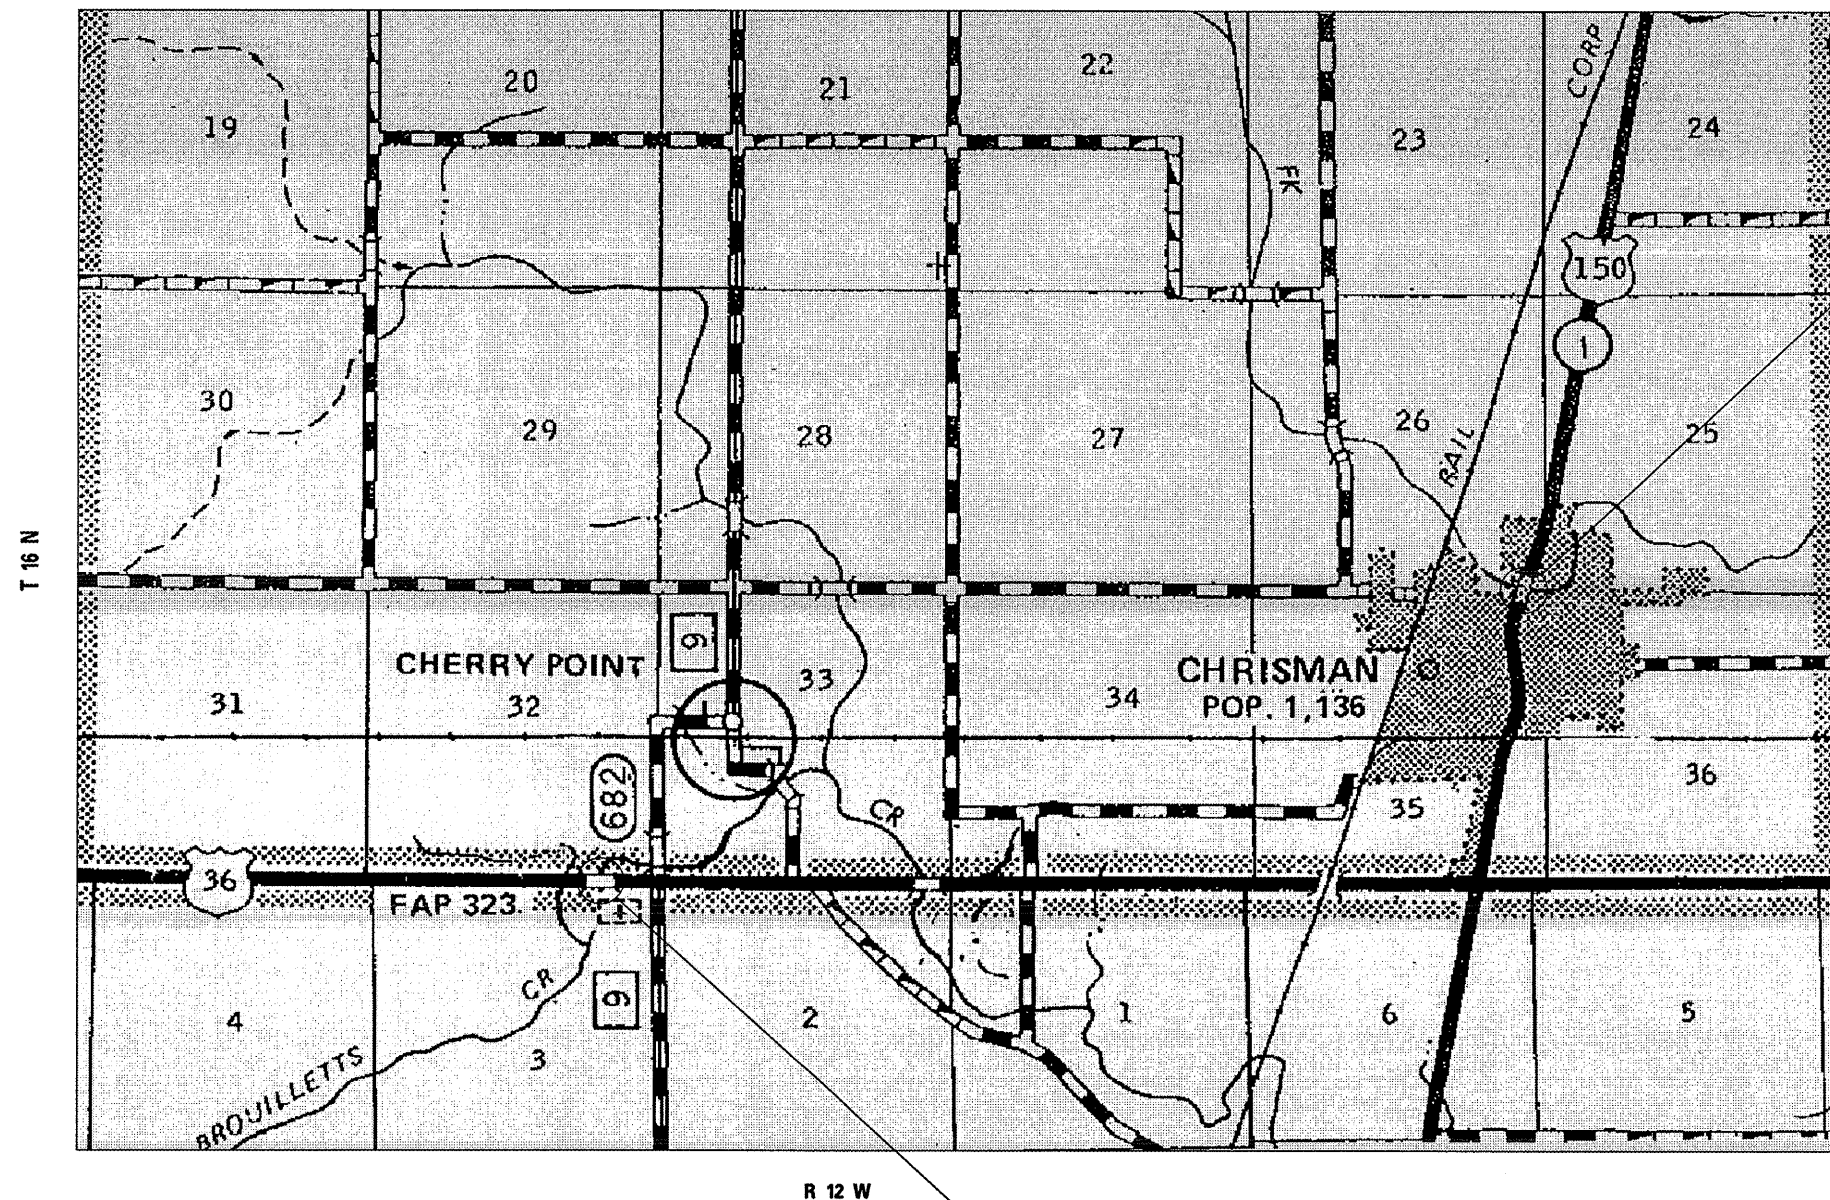 20
21
22
CORP
19
23
24
FK
150
1
30
29
28
27
26
25
RAIL
T 16 N
9
CHERRY POINT
33
CHRISMAN
31
32
34
POP. 1,136
682
36
CR
35
36
FAP 323
CR
9
4
2
1
6
5
3
BROUILLETTS
R 12 W